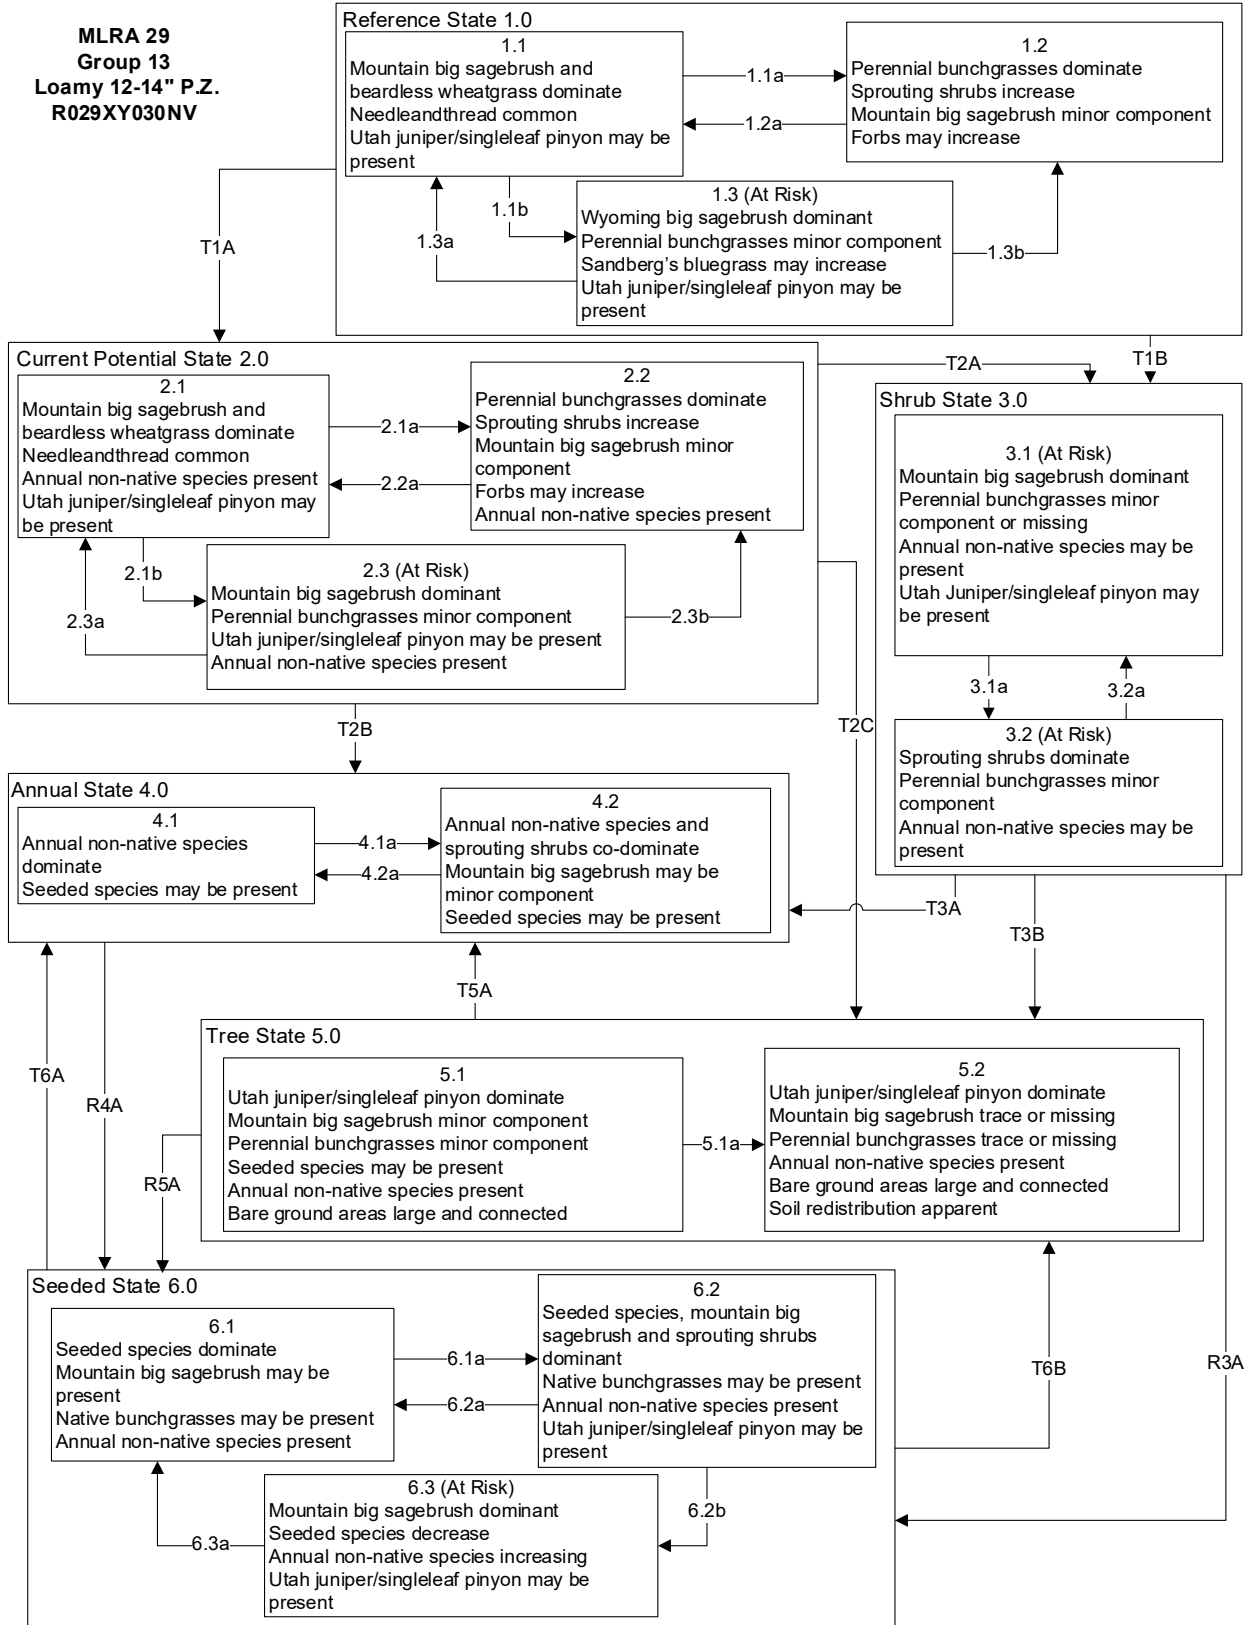 MLRA 29
Group 13
Loamy 12-14" P.Z.
R029XY030NV
Reference State 1.0
1.1
Mountain big sagebrush and
beardless wheatgrass dominate
Needleandthread common
Utah juniper/singleleaf pinyon may be
present
1.1a
1.2a
1.2
Perennial bunchgrasses dominate
Sprouting shrubs increase
Mountain big sagebrush minor component
Forbs may increase
1.1b
1.3a
1.3 (At Risk)
Wyoming big sagebrush dominant
Perennial bunchgrasses minor component
Sandberg's bluegrass may increase
Utah juniper/singleleaf pinyon may be
present
1.3b
T1A
T1B
Current Potential State 2.0
2.1
Mountain big sagebrush and
beardless wheatgrass dominate
Needleandthread common
Annual non-native species present
Utah juniper/singleleaf pinyon may
be present
2.1a
2.2a
2.2
Perennial bunchgrasses dominate
Sprouting shrubs increase
Mountain big sagebrush minor
component
Forbs may increase
Annual non-native species present
2.1b
2.3a
2.3 (At Risk)
Mountain big sagebrush dominant
Perennial bunchgrasses minor component
Utah juniper/singleleaf pinyon may be present
Annual non-native species present
2.3b
T2A
T2B
T2C
Shrub State 3.0
3.1 (At Risk)
Mountain big sagebrush dominant
Perennial bunchgrasses minor
component or missing
Annual non-native species may be
present
Utah Juniper/singleleaf pinyon may
be present
3.1a
3.2a
3.2 (At Risk)
Sprouting shrubs dominate
Perennial bunchgrasses minor
component
Annual non-native species may be
present
T3A
T3B
R3A
Annual State 4.0
4.1
Annual non-native species
dominate
Seeded species may be present
4.1a
4.2a
4.2
Annual non-native species and
sprouting shrubs co-dominate
Mountain big sagebrush may be
minor component
Seeded species may be present
T5A
T6A
R4A
Tree State 5.0
5.1
Utah juniper/singleleaf pinyon dominate
Mountain big sagebrush minor component
Perennial bunchgrasses minor component
Seeded species may be present
Annual non-native species present
Bare ground areas large and connected
5.1a
5.2
Utah juniper/singleleaf pinyon dominate
Mountain big sagebrush trace or missing
Perennial bunchgrasses trace or missing
Annual non-native species present
Bare ground areas large and connected
Soil redistribution apparent
R5A
T6B
Seeded State 6.0
6.1
Seeded species dominate
Mountain big sagebrush may be
present
Native bunchgrasses may be present
Annual non-native species present
6.1a
6.2a
6.2
Seeded species, mountain big
sagebrush and sprouting shrubs
dominant
Native bunchgrasses may be present
Annual non-native species present
Utah juniper/singleleaf pinyon may be
present
6.2b
6.3a
6.3 (At Risk)
Mountain big sagebrush dominant
Seeded species decrease
Annual non-native species increasing
Utah juniper/singleleaf pinyon may be
present